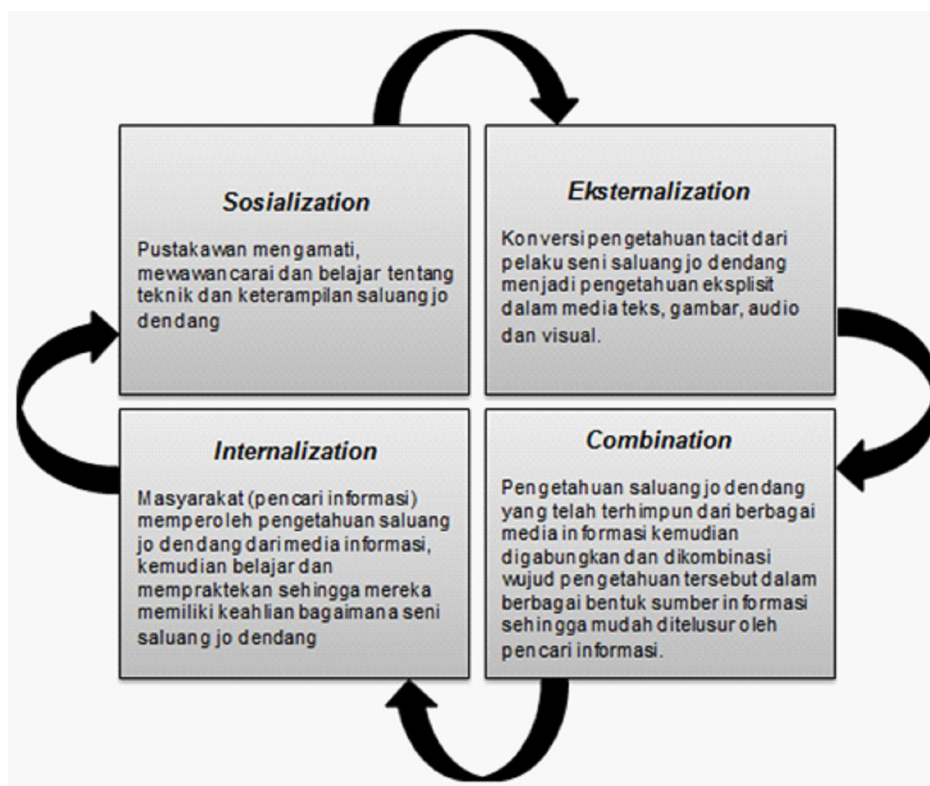 Sosialization
Pustakawan mengamati,
mewawancarai dan belajar tentang
teknik dan keterampilan saluang jo
dendang
Eksternalization
Konversi pengetahuan tacit dari
pelaku seni saluang jo dendang
menjadi pengetahuan eksplisit
dalam media teks, gambar, audio
dan visual.
Internalization
Masyarakat (pencari informasi)
memperoleh pengetahuan saluang
jo dendang dari media informasi,
kemudian belajar dan
mempraktekan sehingga mereka
memiliki keahlian bagaimana seni
saluang jo dendang
Combination
Pengetahuan saluang jo dendang
yang telah terhimpun dari berbagai
media informasi kemudian
digabungkan dan dikombinasi
wujud pengetahuan tersebut dalam
berbagai bentuk sumber informasi
sehingga mudah ditelusur oleh
pencari informasi.